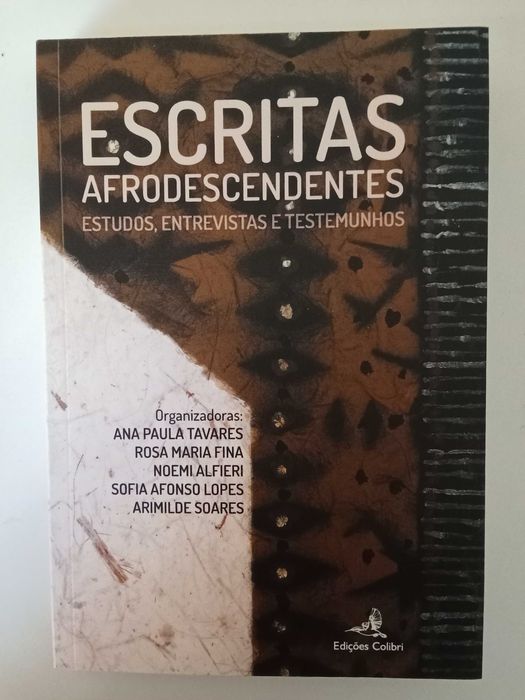 ESCRITAS
AFRODESCENDENTES
ESTUDOS, ENTREVISTAS E TESTEMUNHOS
Organizadoras:
ANA PAULA TAVARES
ROSA MARIA FINA
NOEMI ALFIERI
SOFIA AFONSO LOPES
ARIMILDE SOARES
Edições Colibri